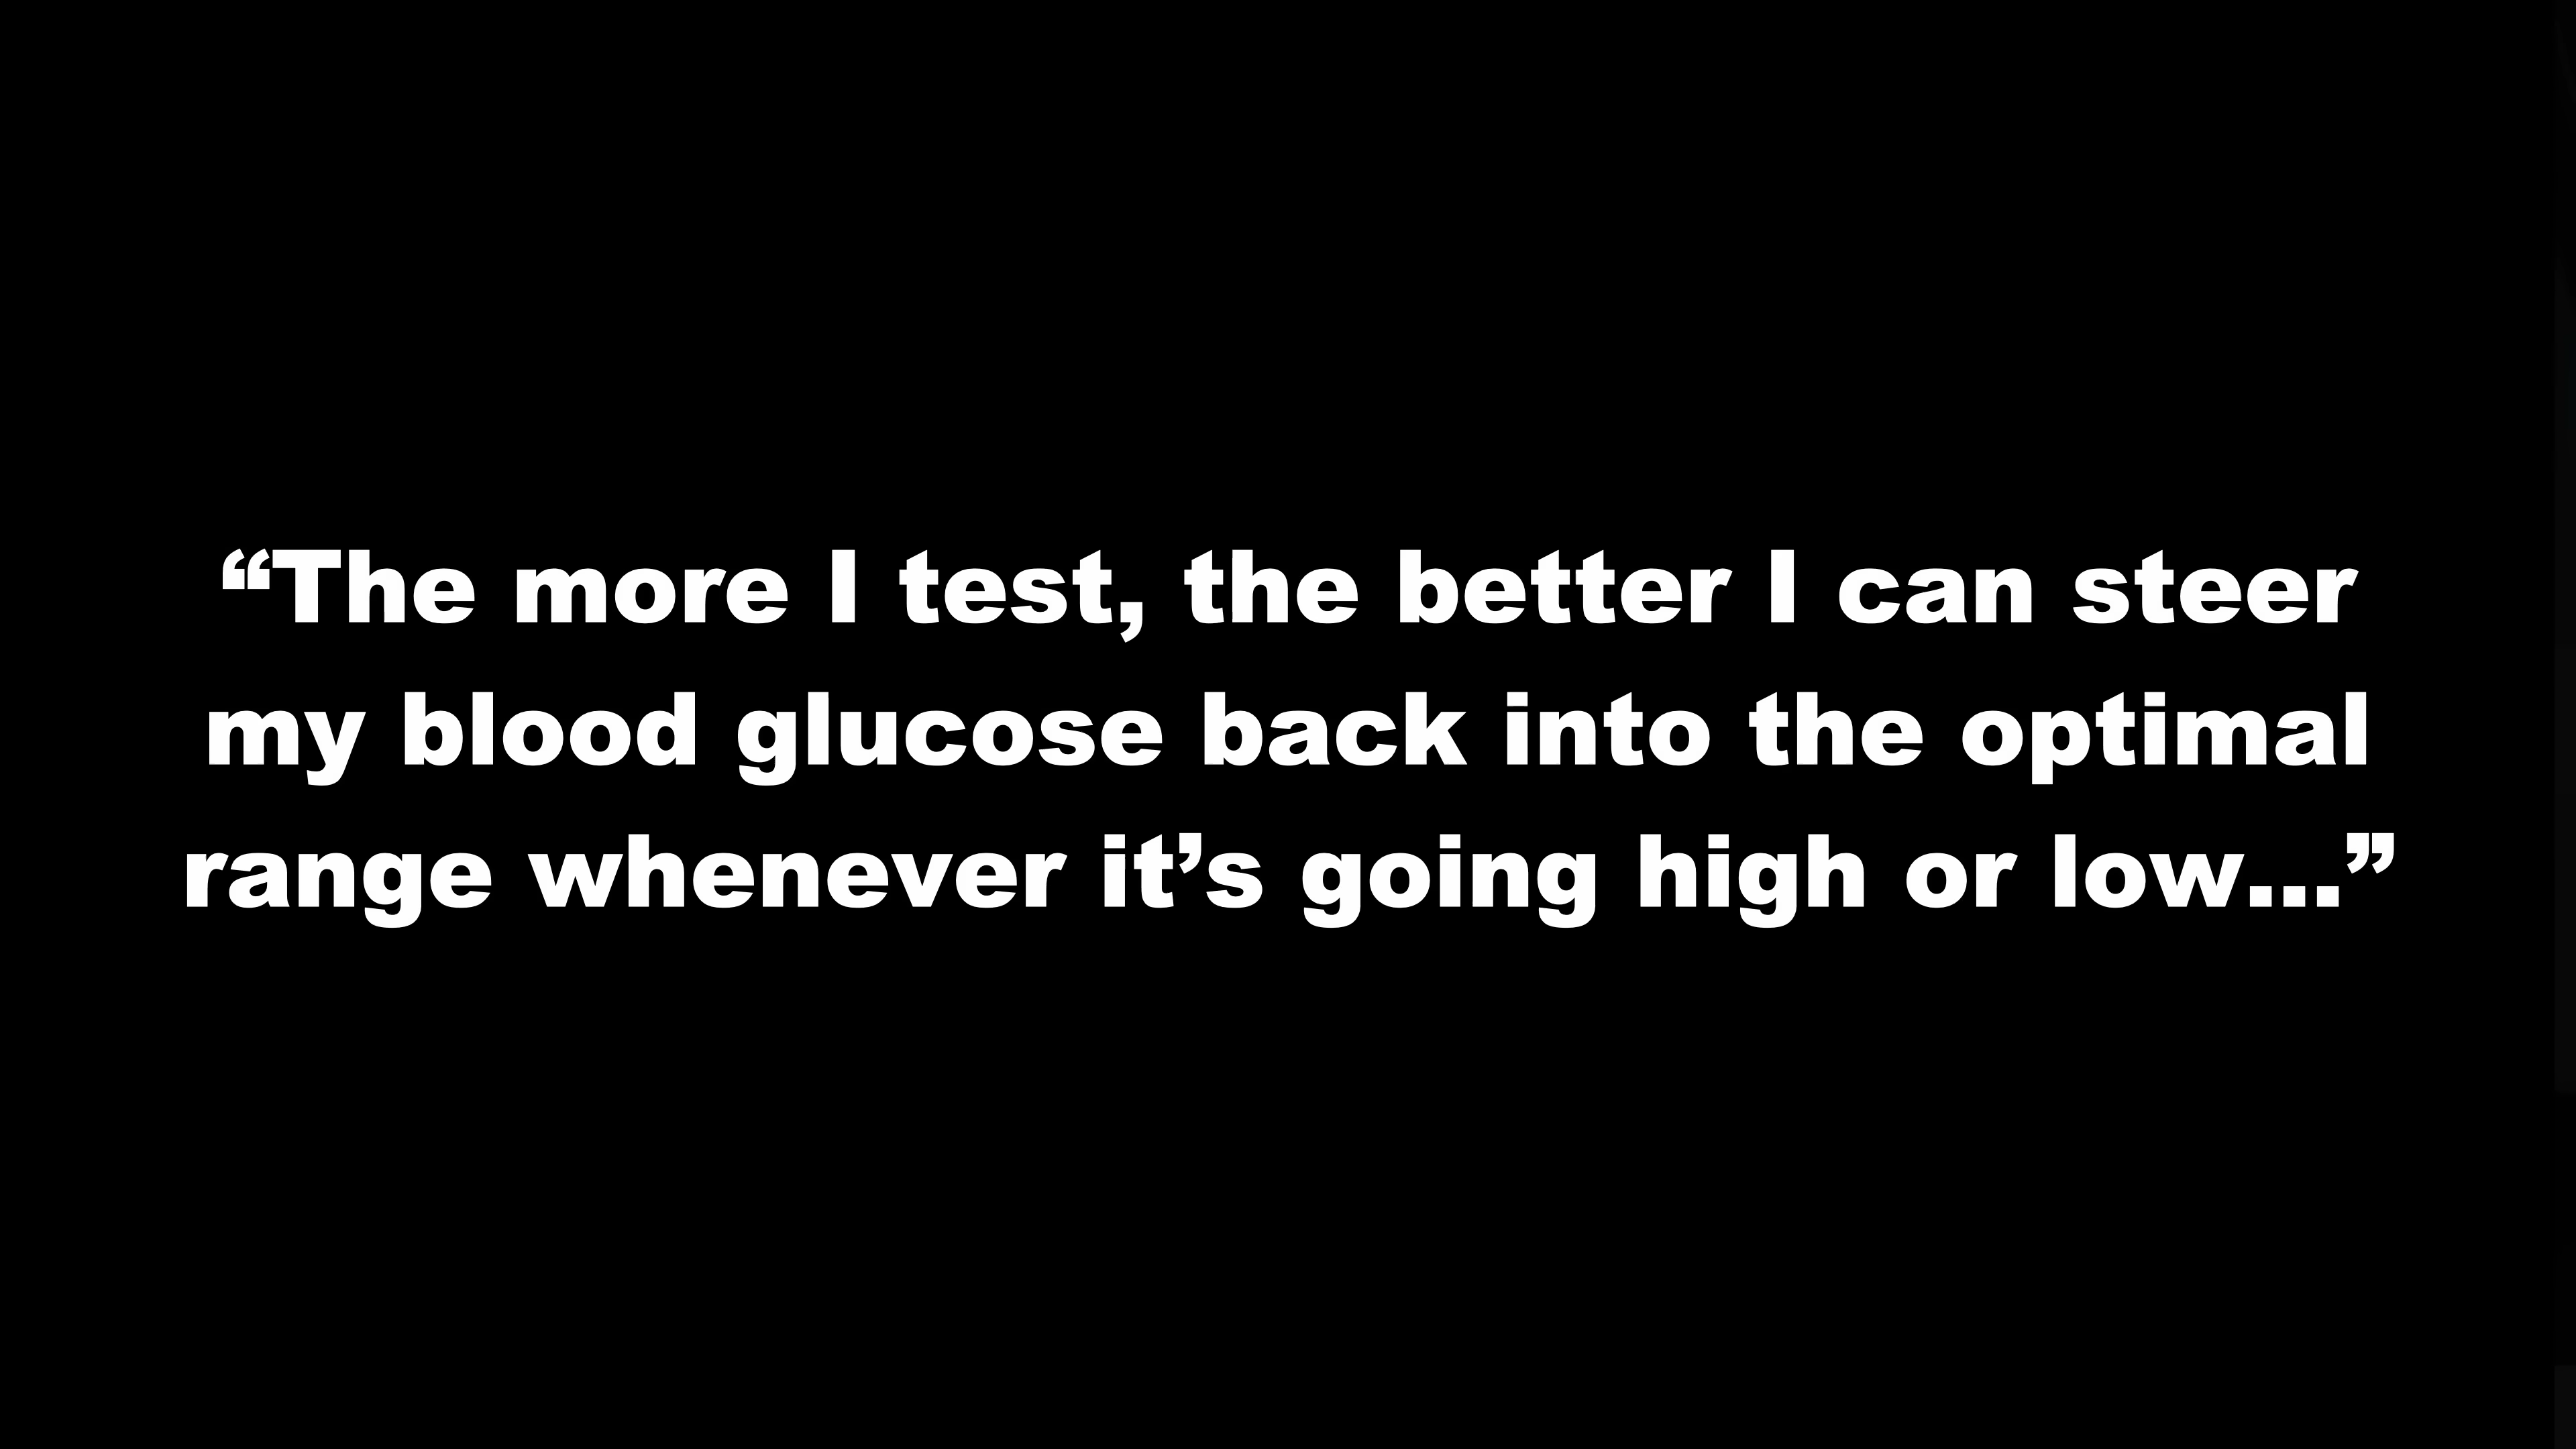 “The more I test, the better I can steer
my blood glucose back into the optimal
range whenever it’s going high or low...”